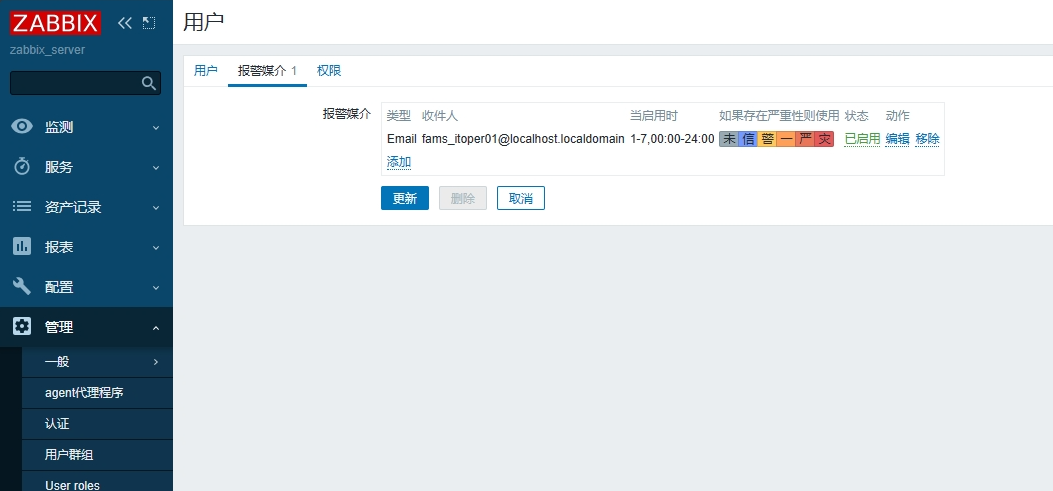 ZABBIX
zabbix_server
监测
服务
资产记录
报表
配置
管理
一般
agent代理程序
认证
用户群组
User roles
用户
用户 报警媒介 1 权限
报警媒介
类型 收件人 当启用时 如果存在严重性则使用 状态 动作
Email fams_itoper01@localhost.localdomain 1-7,00:00-24:00 未 信 警 一 严 灾 已启用 编辑 移除
添加
更新 删除 取消